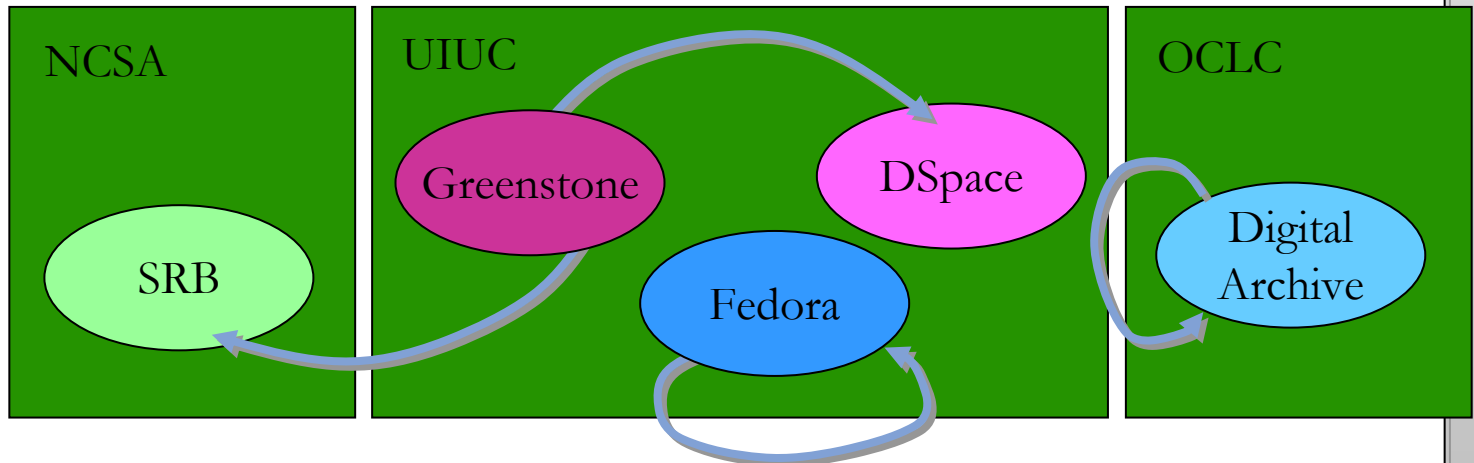 NCSA
SRB
UIUC
Greenstone
DSpace
Fedora
OCLC
Digital
Archive